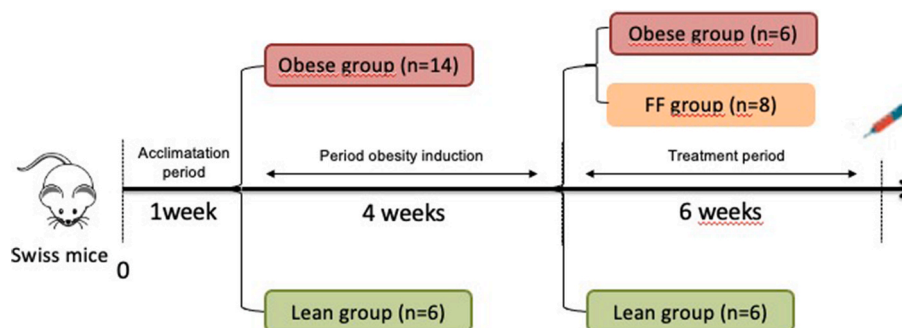 Obese group (n=6)
Obese group (n=14)
FF group (n=8)
Acclimatation
period
Period obesity induction
Treatment period
1week
4 weeks
6 weeks
Swiss mice
0
Lean group (n=6)
Lean group (n=6)